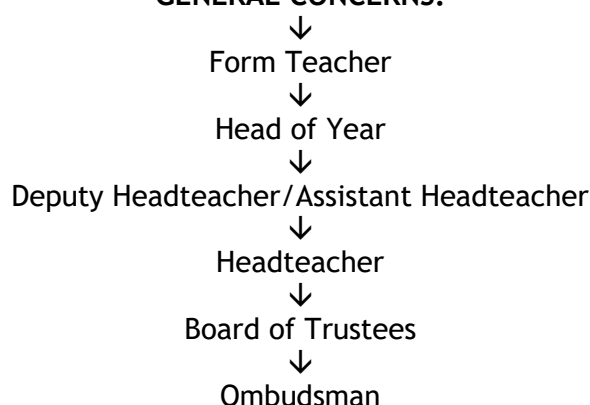 GENERAL CONCERNS:
↓
Form Teacher
↓
Head of Year
↓
Deputy Headteacher/Assistant Headteacher
↓
Headteacher
↓
Board of Trustees
↓
Ombudsman